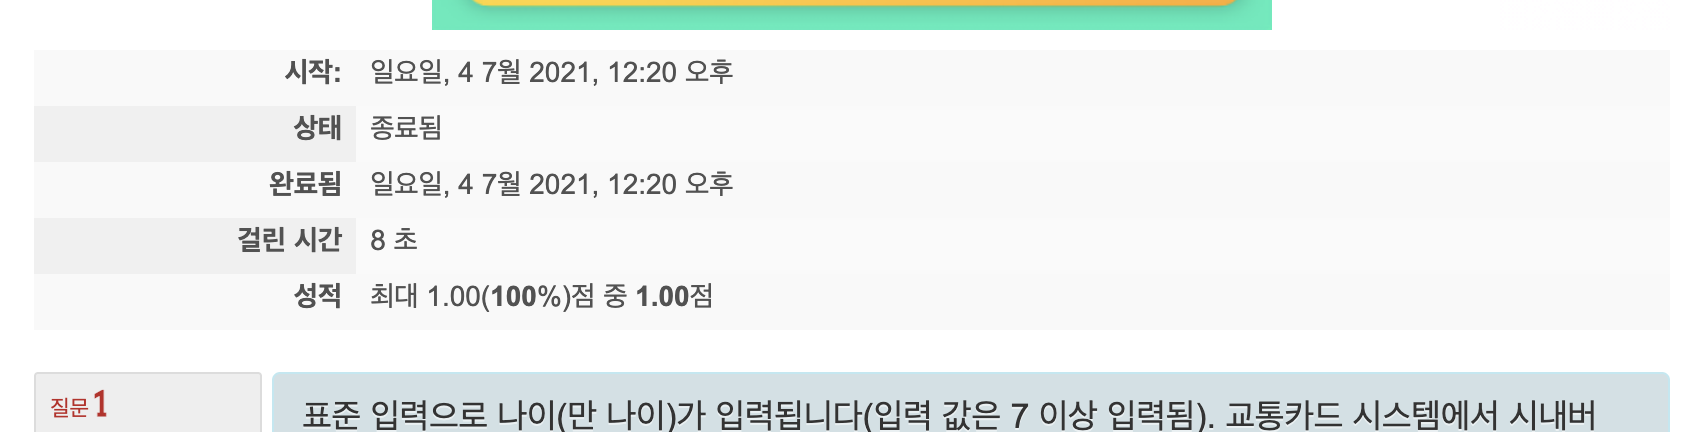 시작: 일요일, 4 7월 2021, 12:20 오후
상태 종료됨
완료됨 일요일, 4 7월 2021, 12:20 오후
걸린 시간 8 초
성적 최대 1.00(100%)점 중 1.00점
질문 1
표준 입력으로 나이(만 나이)가 입력됩니다(입력 값은 7 이상 입력됨). 교통카드 시스템에서 시내버